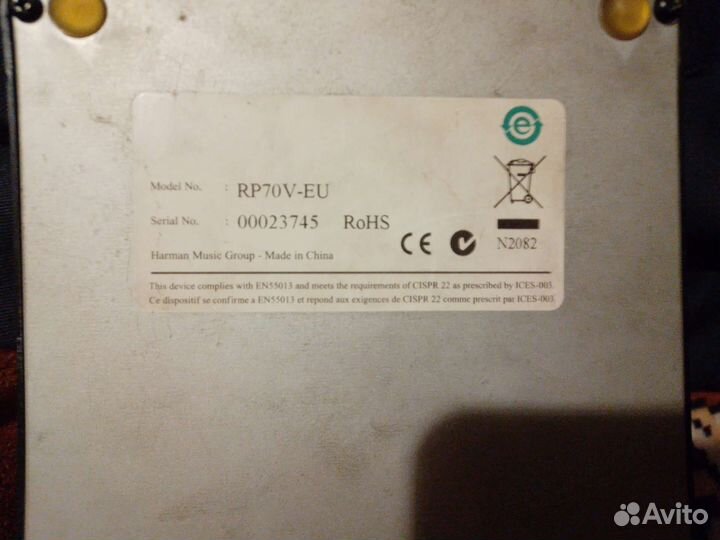 Model No. : RP70V-EU
Serial No. : 00023745 RoHS
CE N2082
Harman Music Group - Made in China
This device complies with EN55013 and meets the requirements of CISPR 22 as prescribed by ICES-003.
Ce dispositif se confirme a EN55013 et repond aux exigences de CISPR 22 comme prescrit par ICES-003.
Avito